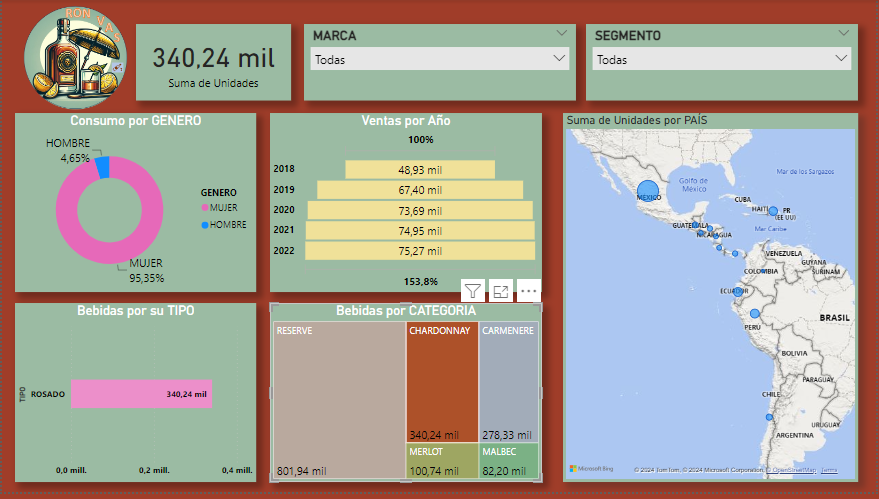 RON VAS
340,24 mil
Suma de Unidades
MARCA
Todas
SEGMENTO
Todas
Consumo por GENERO
HOMBRE
4,65%
MUJER
95,35%
GENERO
MUJER
HOMBRE
Ventas por Año
100%
2018 48,93 mil
2019 67,40 mil
2020 73,69 mil
2021 74,95 mil
2022 75,27 mil
153,8%
Suma de Unidades por PAÍS
Golfo de
México
Mar de los Sargazos
MÉXICO
CUBA
HAITÍ
PR
(EE UU)
GUATEMALA
Mar Caribe
NICARAGUA
VENEZUELA
GUYANA
SURINAM
COLOMBIA
ECUADOR
BRASIL
PERÚ
BOLIVIA
PARAGUAY
CHILE
URUGUAY
ARGENTINA
Microsoft Bing
© 2024 TomTom, © 2024 Microsoft Corporation, © OpenStreetMap Terms
Bebidas por su TIPO
TIPO
ROSADO
340,24 mil
0,0 mill. 0,2 mill. 0,4 mill.
Bebidas por CATEGORIA
RESERVE
801,94 mil
CHARDONNAY
340,24 mil
CARMENERE
278,33 mil
MERLOT
100,74 mil
MALBEC
82,20 mil